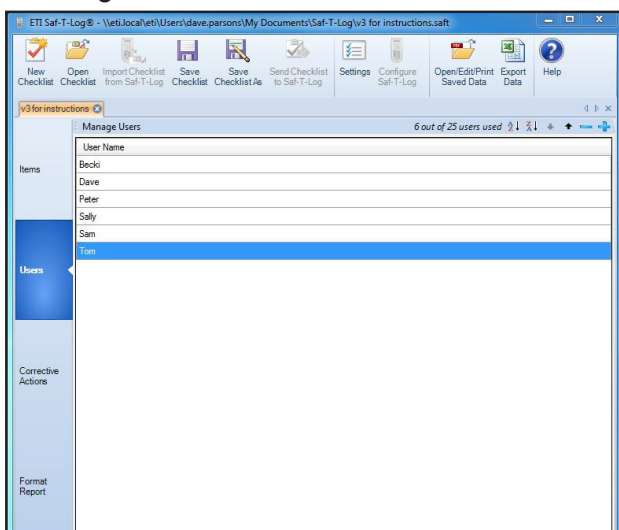 ETI Saf-T-Log® - \\eti.local\eti\Users\dave.parsons\My Documents\Saf-T-Log\v3 for instructions.saft
New Checklist
Open Checklist
Import Checklist from Saf-T-Log
Save Checklist
Save Checklist As
Send Checklist to Saf-T-Log
Settings
Configure Saf-T-Log
Open/Edit/Print Saved Data
Export Data
Help
v3 for instructions
Manage Users 6 out of 25 users used
User Name
Items
Becki
Dave
Peter
Sally
Sam
Tom
Users
Corrective
Actions
Format
Report